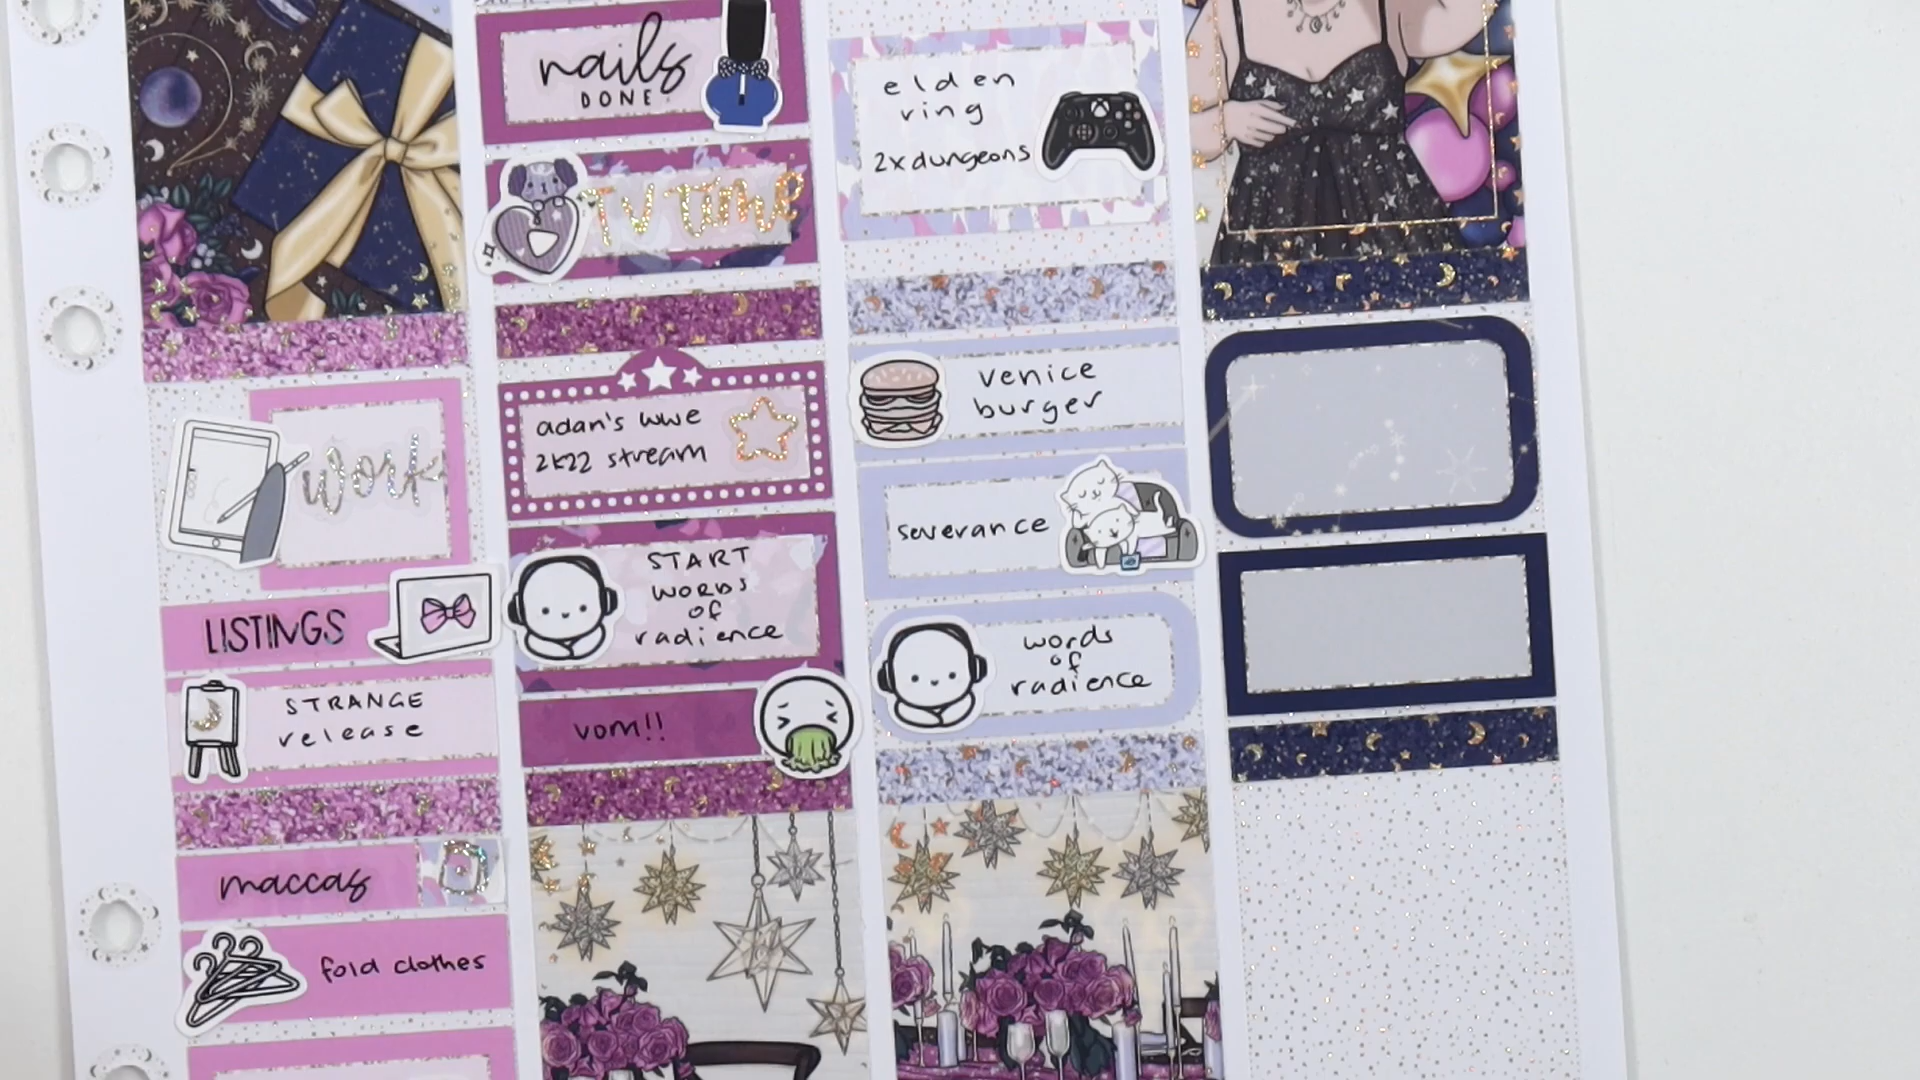 work
LISTINGS
STRANGE
release
maccas
fold clothes
nails
DONE
TV time
adan's wwe
2k22 stream
START
WORDS
OF
radience
vom!!
elden
ring
2x dungeons
venice
burger
severance
words
of
radience